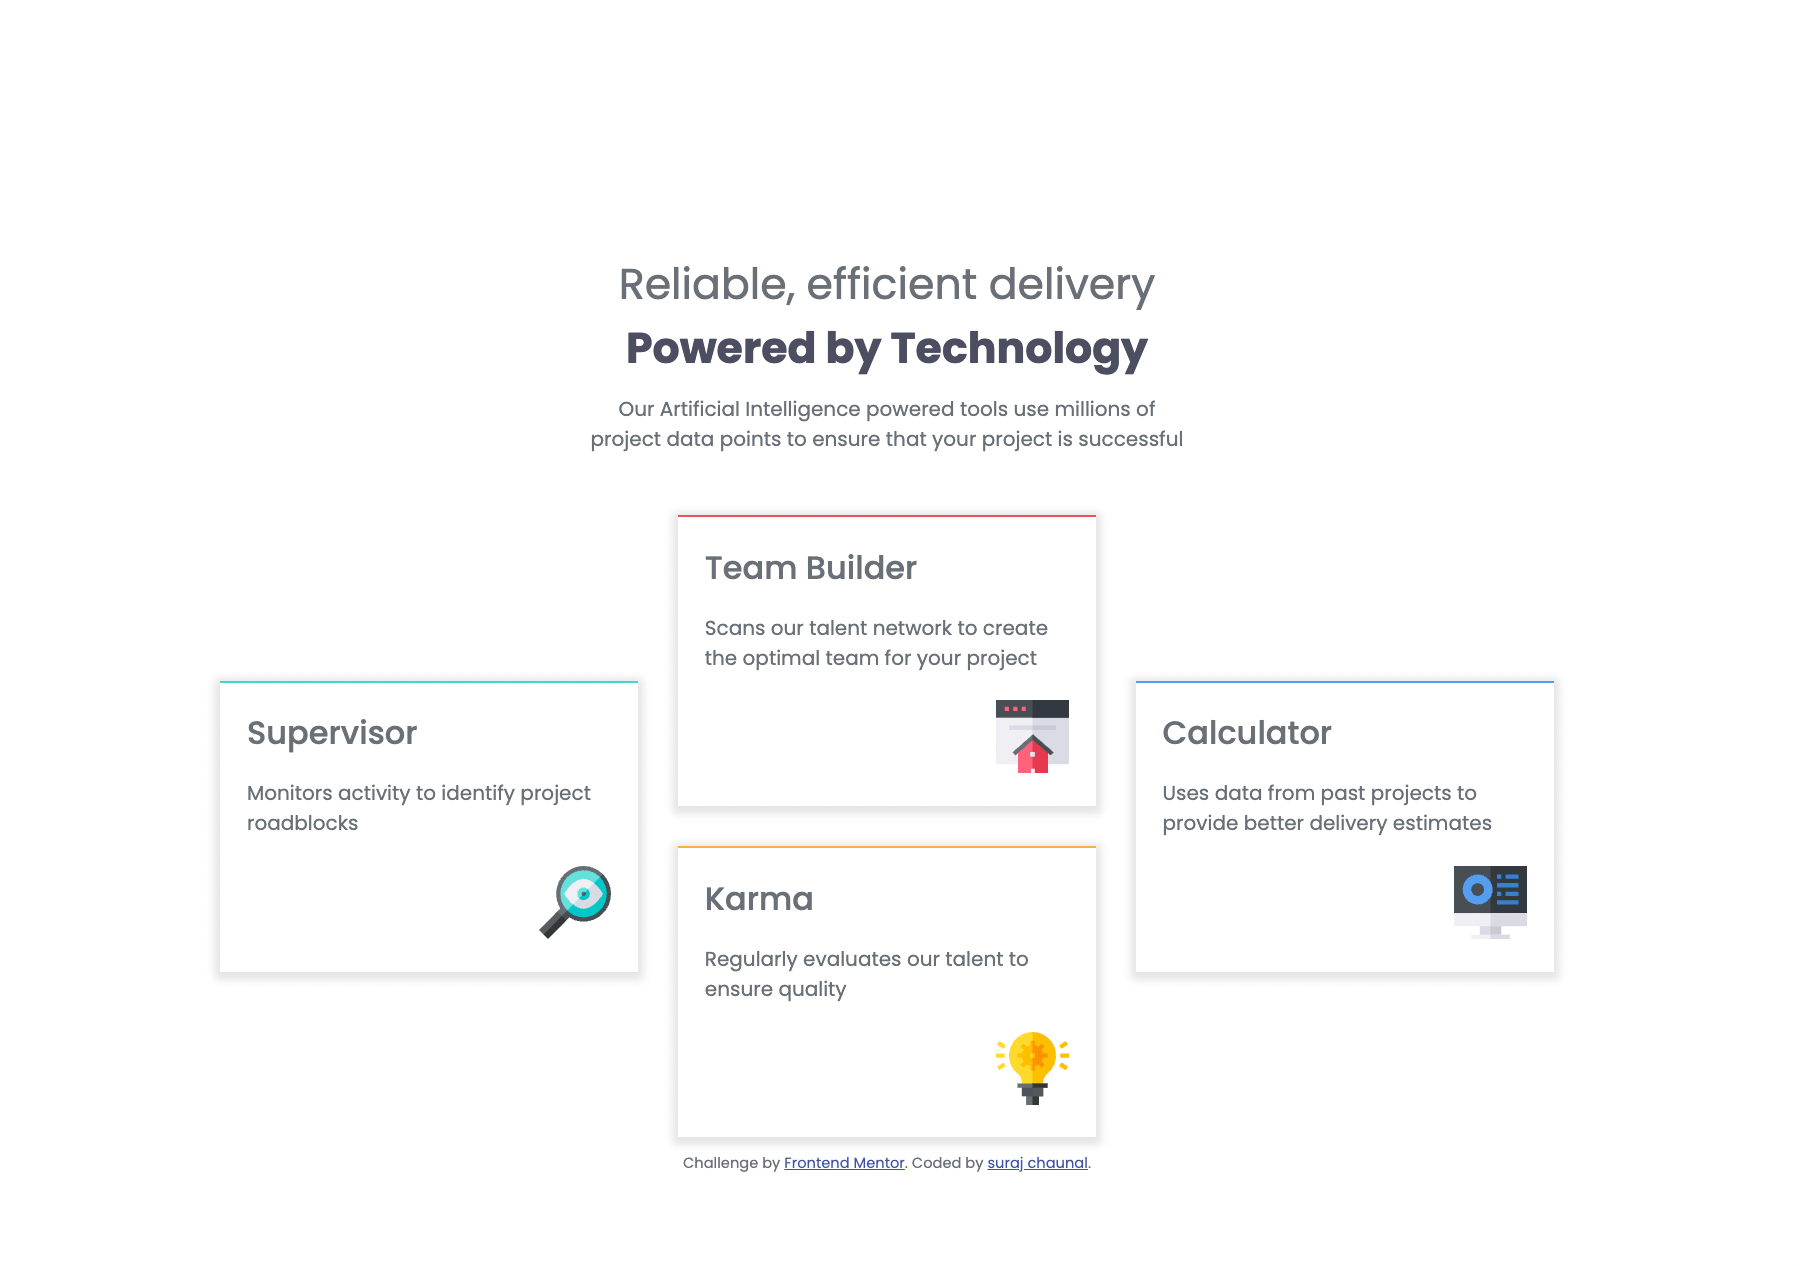 Reliable, efficient delivery
Powered by Technology
Our Artificial Intelligence powered tools use millions of
project data points to ensure that your project is successful
Supervisor
Monitors activity to identify project
roadblocks
Team Builder
Scans our talent network to create
the optimal team for your project
Karma
Regularly evaluates our talent to
ensure quality
Calculator
Uses data from past projects to
provide better delivery estimates
Challenge by Frontend Mentor. Coded by suraj chaunal.